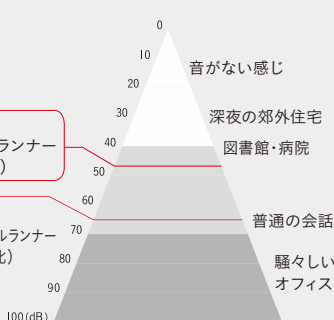 0
10
音がない感じ
20
30
深夜の郊外住宅
40
図書館・病院
ランナー
)
50
60
普通の会話
70
ルランナー
比)
80
騒々しい
オフィス
90
100(dB)